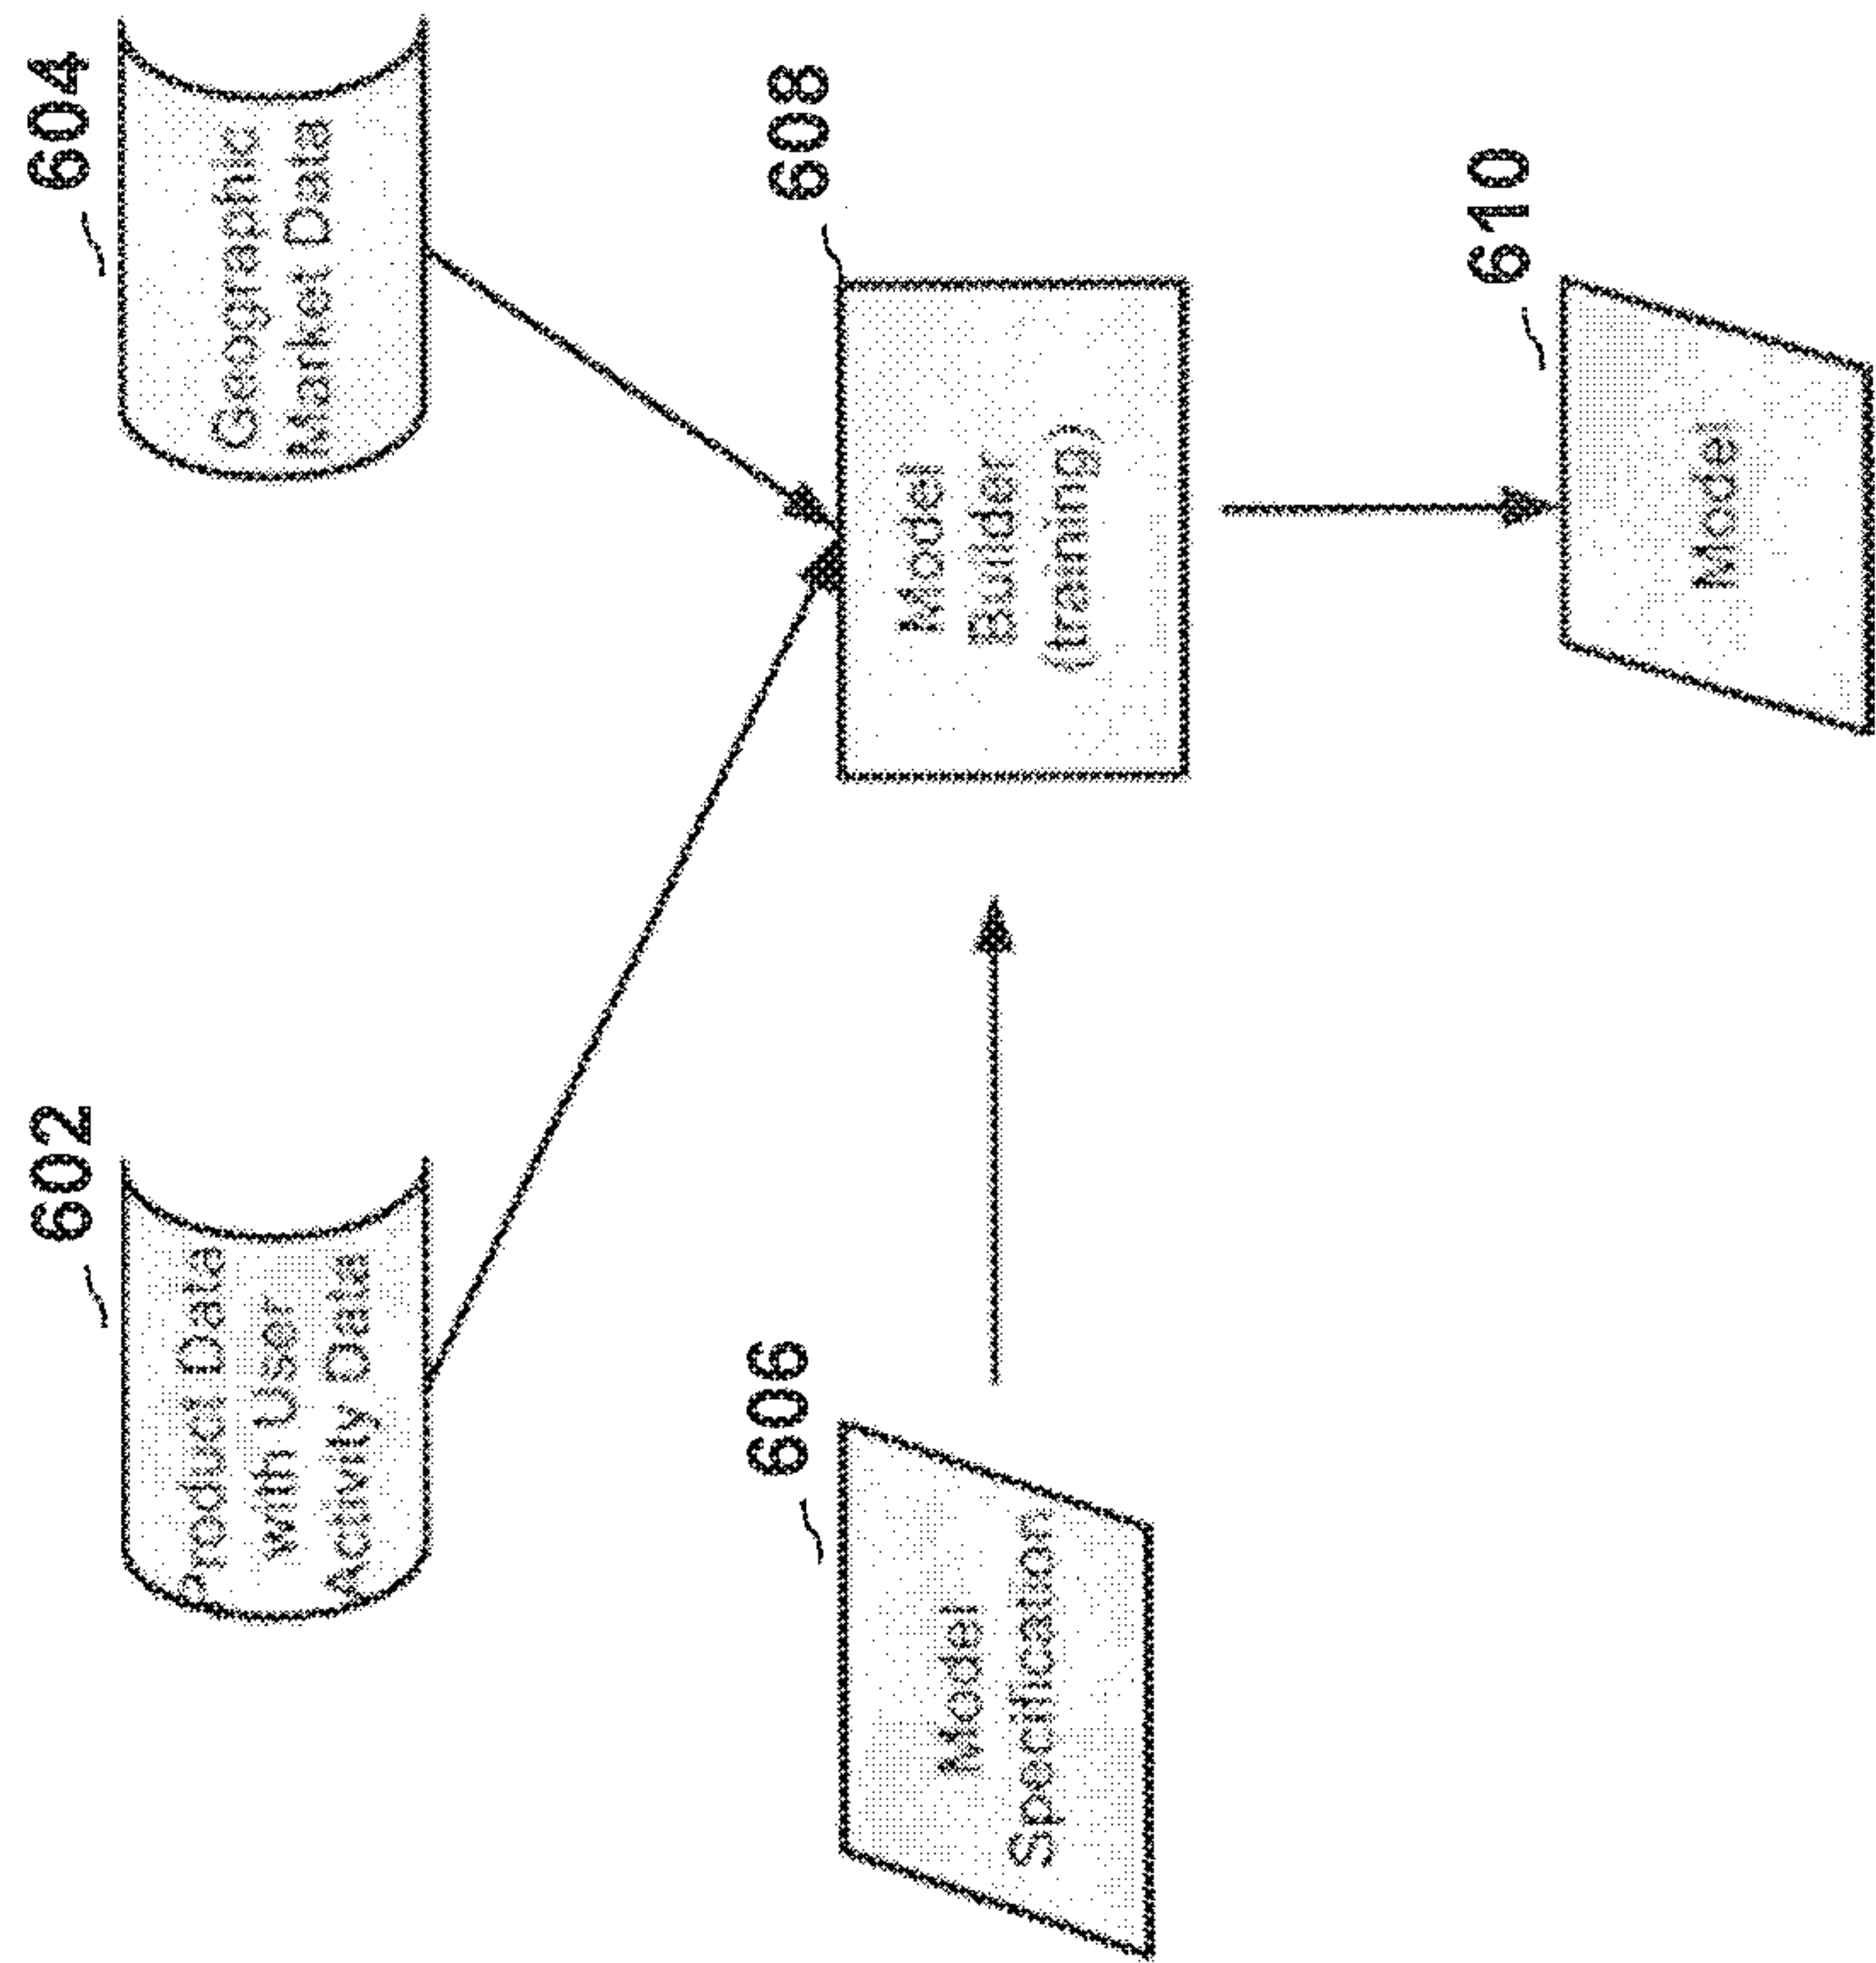 602
Product Data
with User
Activity Data
604
Geographic
Market Data
606
Model
Specification
608
Model
Builder
(training)
610
Model